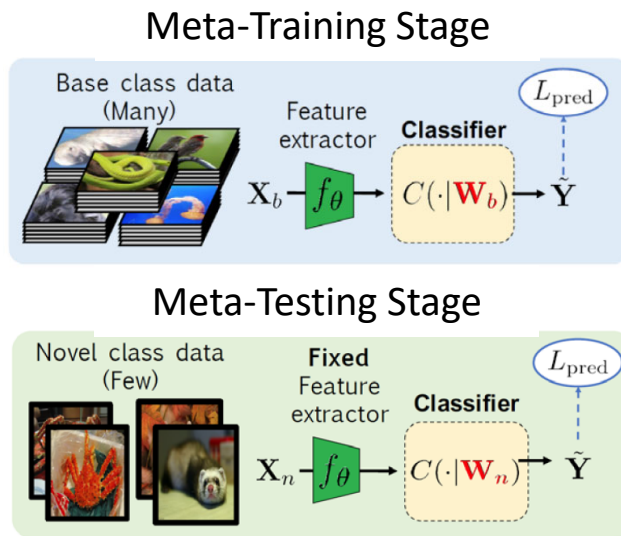 Meta-Training Stage
Base class data
(Many)
Feature
extractor
Classifier
L_pred
X_b
f_θ
C(·|W_b)
Ỹ
Meta-Testing Stage
Novel class data
(Few)
Fixed
Feature
extractor
Classifier
L_pred
X_n
f_θ
C(·|W_n)
Ỹ